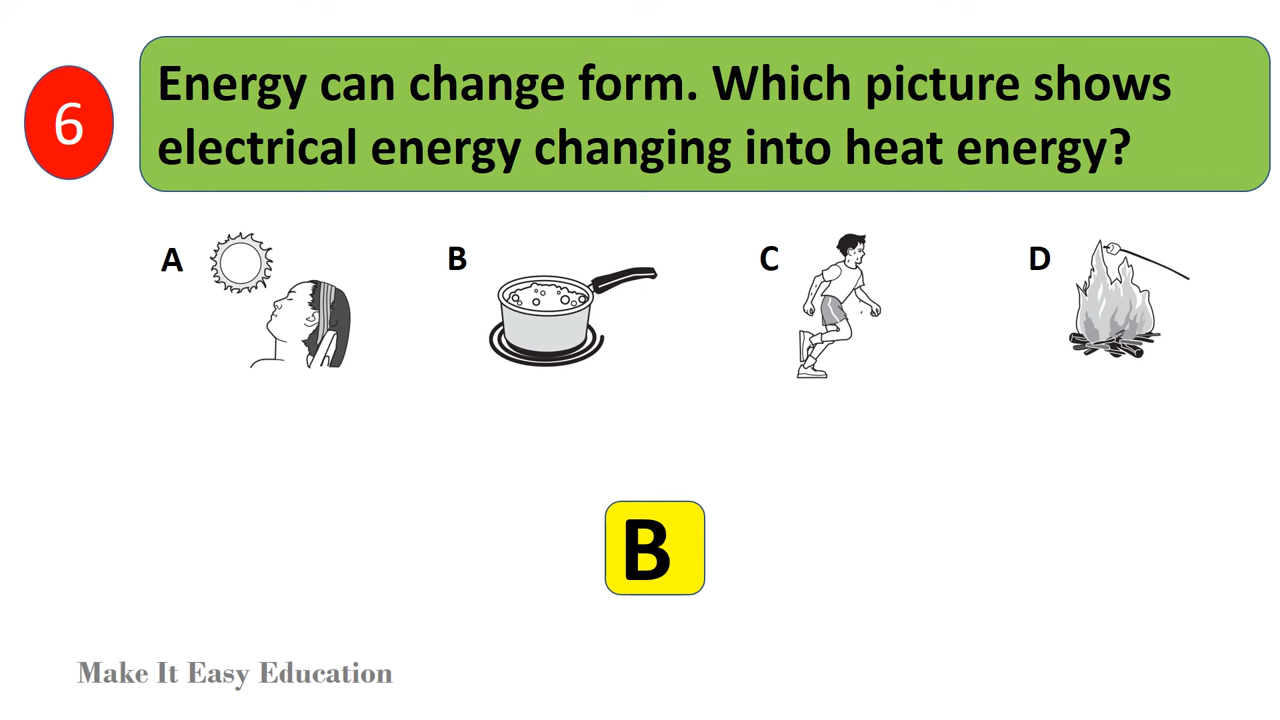 6
Energy can change form. Which picture shows
electrical energy changing into heat energy?
A
B
C
D
B
Make It Easy Education